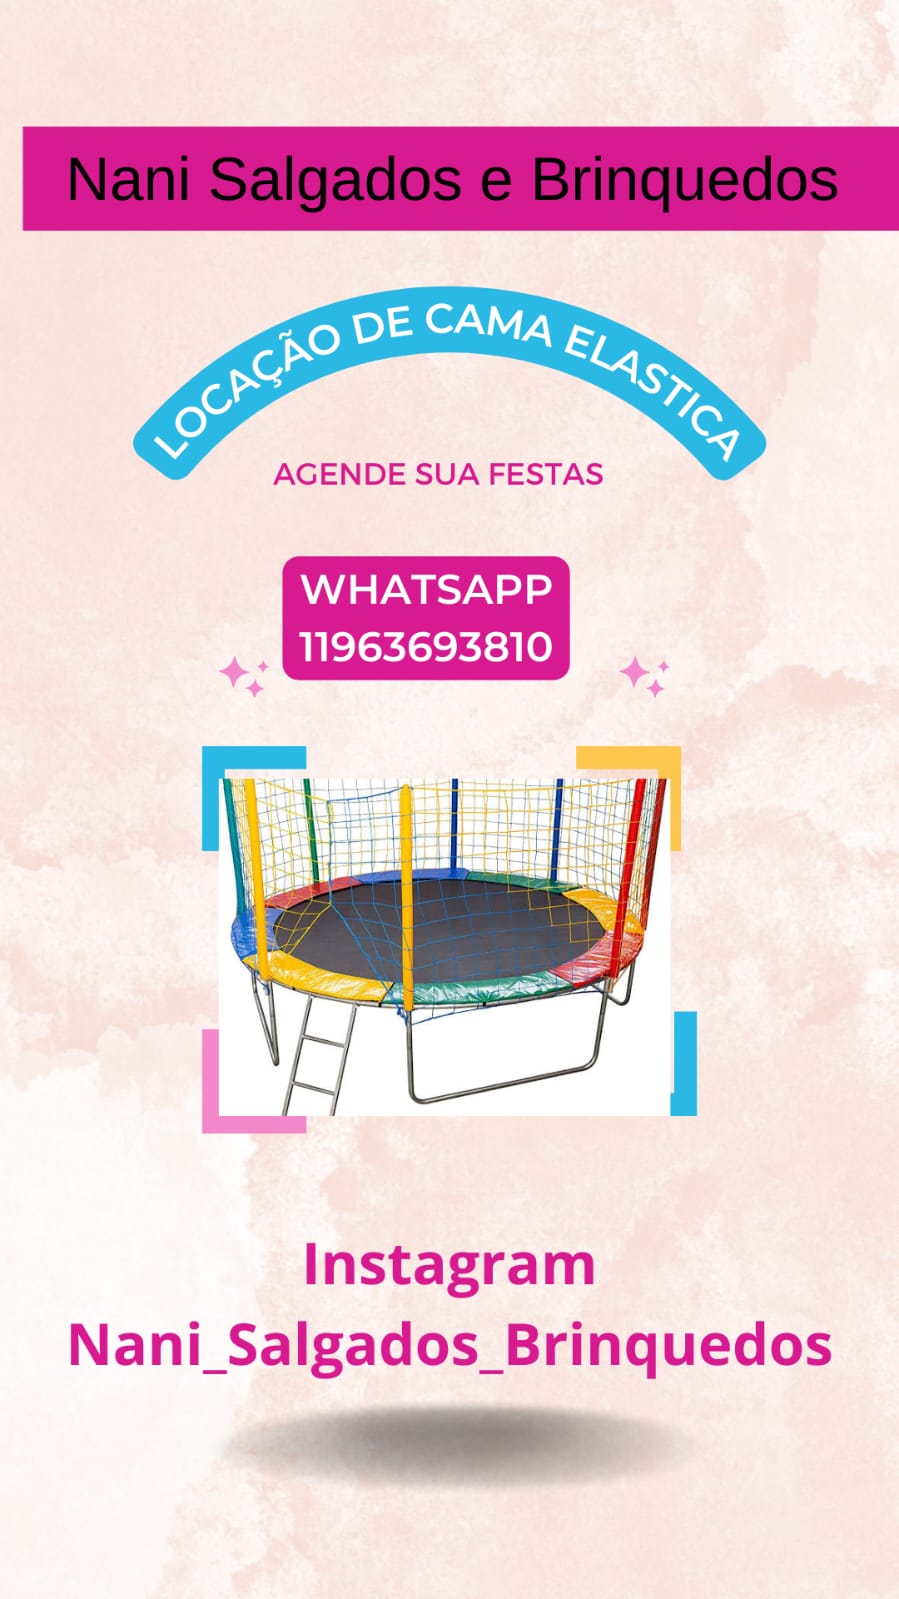 Nani Salgados e Brinquedos
LOCAÇÃO DE CAMA ELASTICA
AGENDE SUA FESTAS
WHATSAPP
11963693810
Instagram
Nani_Salgados_Brinquedos